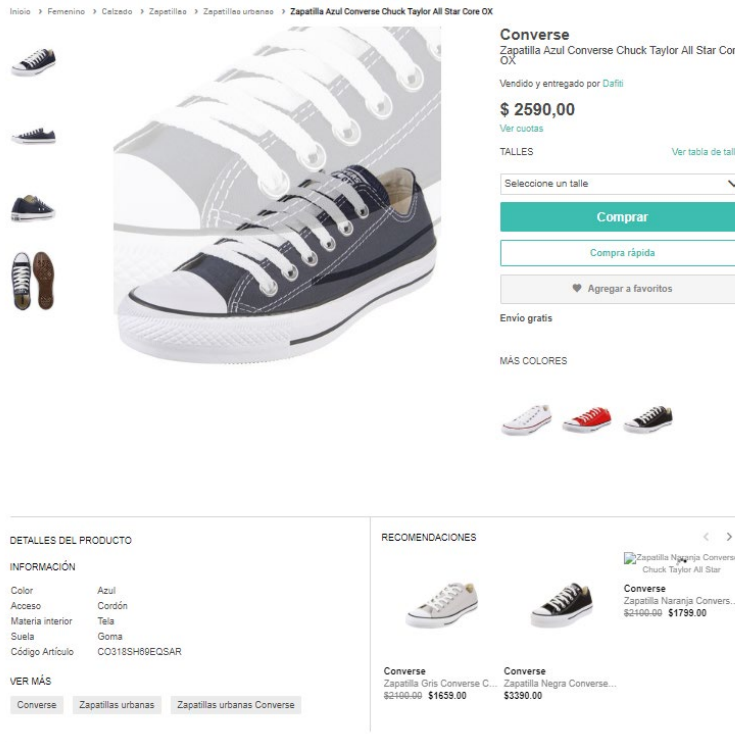 Inicio > Femenino > Calzado > Zapatillas > Zapatillas urbanas > Zapatilla Azul Converse Chuck Taylor All Star Core OX
Converse
Zapatilla Azul Converse Chuck Taylor All Star Cor
OX
Vendido y entregado por Dafiti
$ 2590,00
Ver cuotas
TALLES
Ver tabla de tall
Seleccione un talle
Comprar
Compra rápida
Agregar a favoritos
Envío gratis
MÁS COLORES
DETALLES DEL PRODUCTO
INFORMACIÓN
Color Azul
Acceso Cordón
Materia interior Tela
Suela Goma
Código Artículo CO318SH69EQSAR
VER MÁS
Converse Zapatillas urbanas Zapatillas urbanas Converse
RECOMENDACIONES
Converse
Zapatilla Gris Converse C...
$2100.00 $1659.00
Converse
Zapatilla Negra Converse...
$3390.00
Zapatilla Naranja Converse
Chuck Taylor All Star
Converse
Zapatilla Naranja Convers...
$2100.00 $1799.00